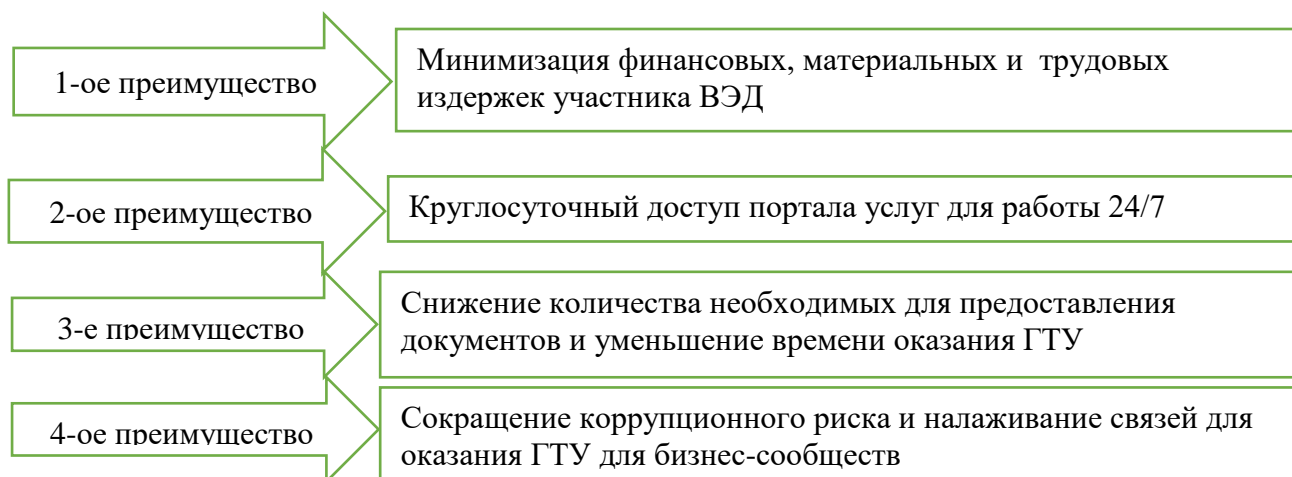 1-ое преимущество
Минимизация финансовых, материальных и трудовых
издержек участника ВЭД
2-ое преимущество
Круглосуточный доступ портала услуг для работы 24/7
3-е преимущество
Снижение количества необходимых для предоставления
документов и уменьшение времени оказания ГТУ
4-ое преимущество
Сокращение коррупционного риска и налаживание связей для
оказания ГТУ для бизнес-сообществ